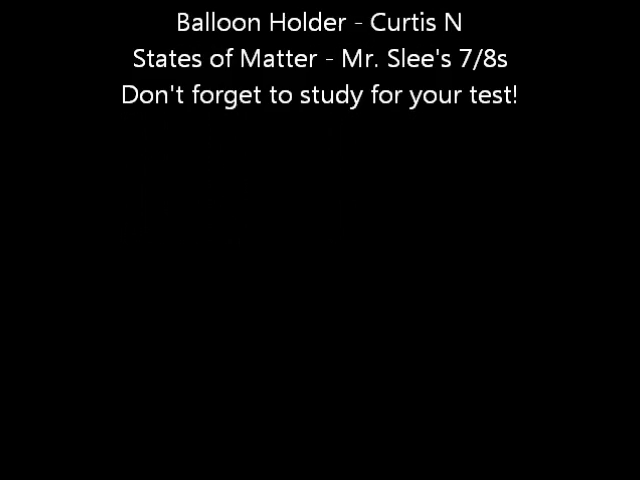 Balloon Holder - Curtis N
States of Matter - Mr. Slee's 7/8s
Don't forget to study for your test!